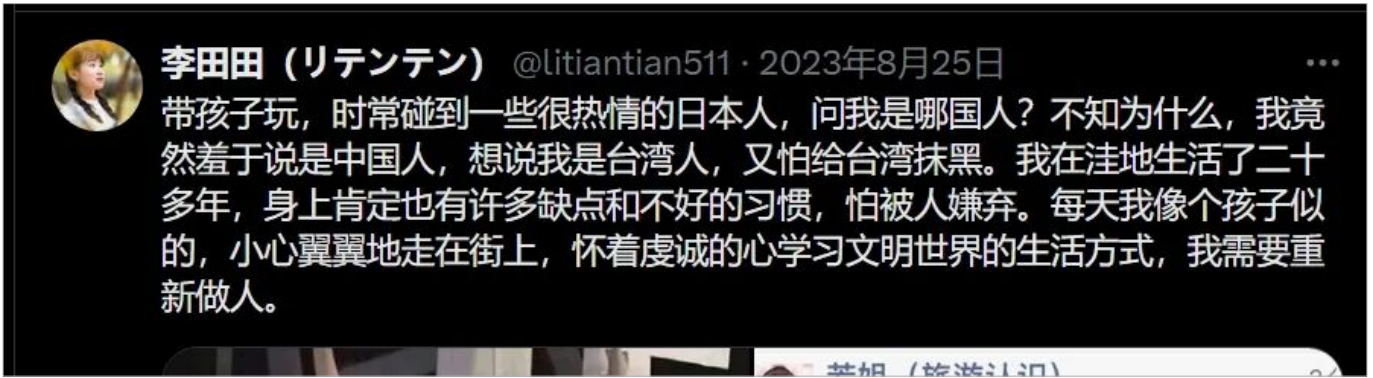 李田田（リテンテン） @litiantian511 · 2023年8月25日
带孩子玩，时常碰到一些很热情的日本人，问我是哪国人？不知为什么，我竟
然羞于说是中国人，想说我是台湾人，又怕给台湾抹黑。我在洼地生活了二十
多年，身上肯定也有许多缺点和不好的习惯，怕被人嫌弃。每天我像个孩子似
的，小心翼翼地走在街上，怀着虔诚的心学习文明世界的生活方式，我需要重
新做人。
（旅游认识）